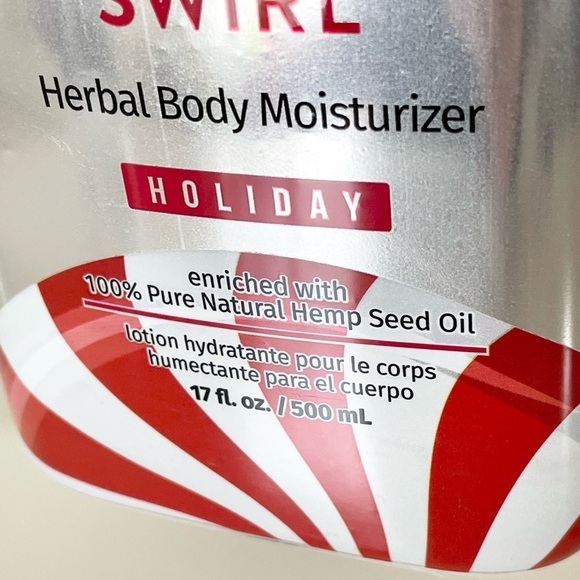 SWIRL
Herbal Body Moisturizer
HOLIDAY
enriched with
100% Pure Natural Hemp Seed Oil
lotion hydratante pour le corps
humectante para el cuerpo
17 fl. oz. / 500 mL